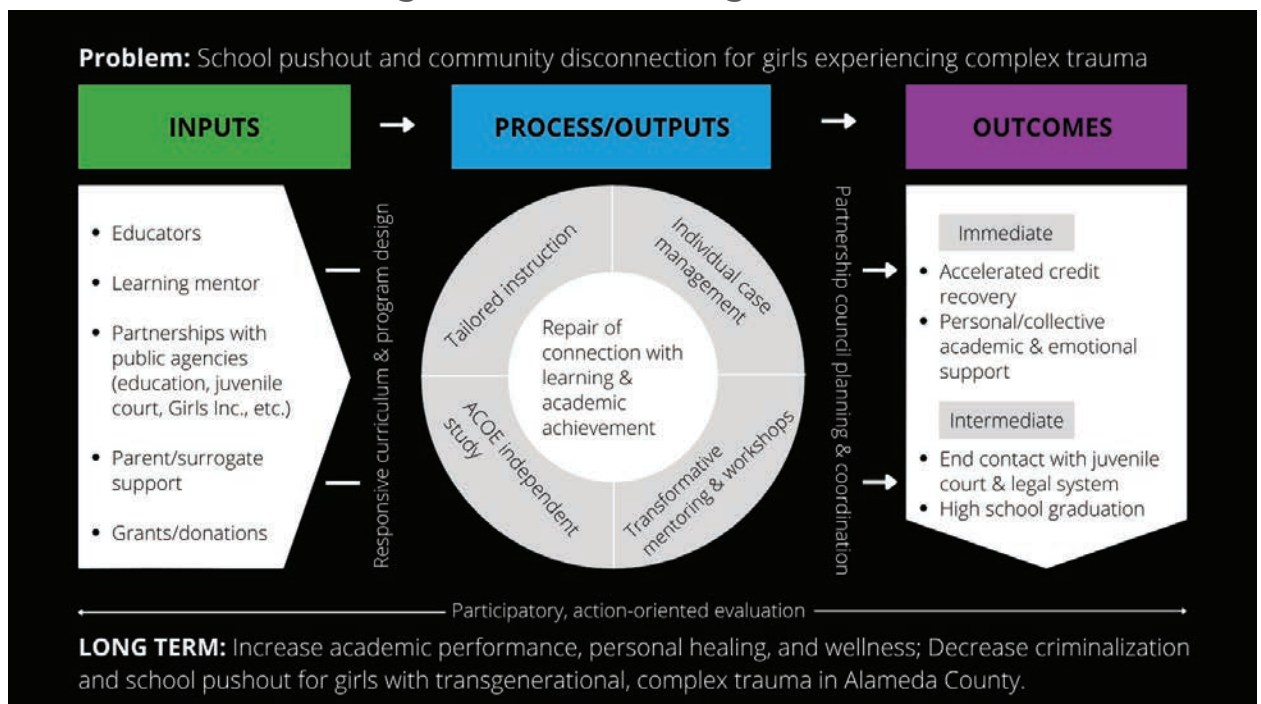 Problem: School pushout and community disconnection for girls experiencing complex trauma
INPUTS
PROCESS/OUTPUTS
OUTCOMES
• Educators
• Learning mentor
• Partnerships with
public agencies
(education, juvenile
court, Girls Inc., etc.)
• Parent/surrogate
support
• Grants/donations
Responsive curriculum & program design
Tailored instruction
Individual case
management
ACOE independent
study
Transformative
mentoring & workshops
Repair of
connection with
learning &
academic
achievement
Partnership council planning & coordination
Immediate
• Accelerated credit
recovery
• Personal/collective
academic & emotional
support
Intermediate
• End contact with juvenile
court & legal system
• High school graduation
Participatory, action-oriented evaluation
LONG TERM: Increase academic performance, personal healing, and wellness; Decrease criminalization
and school pushout for girls with transgenerational, complex trauma in Alameda County.